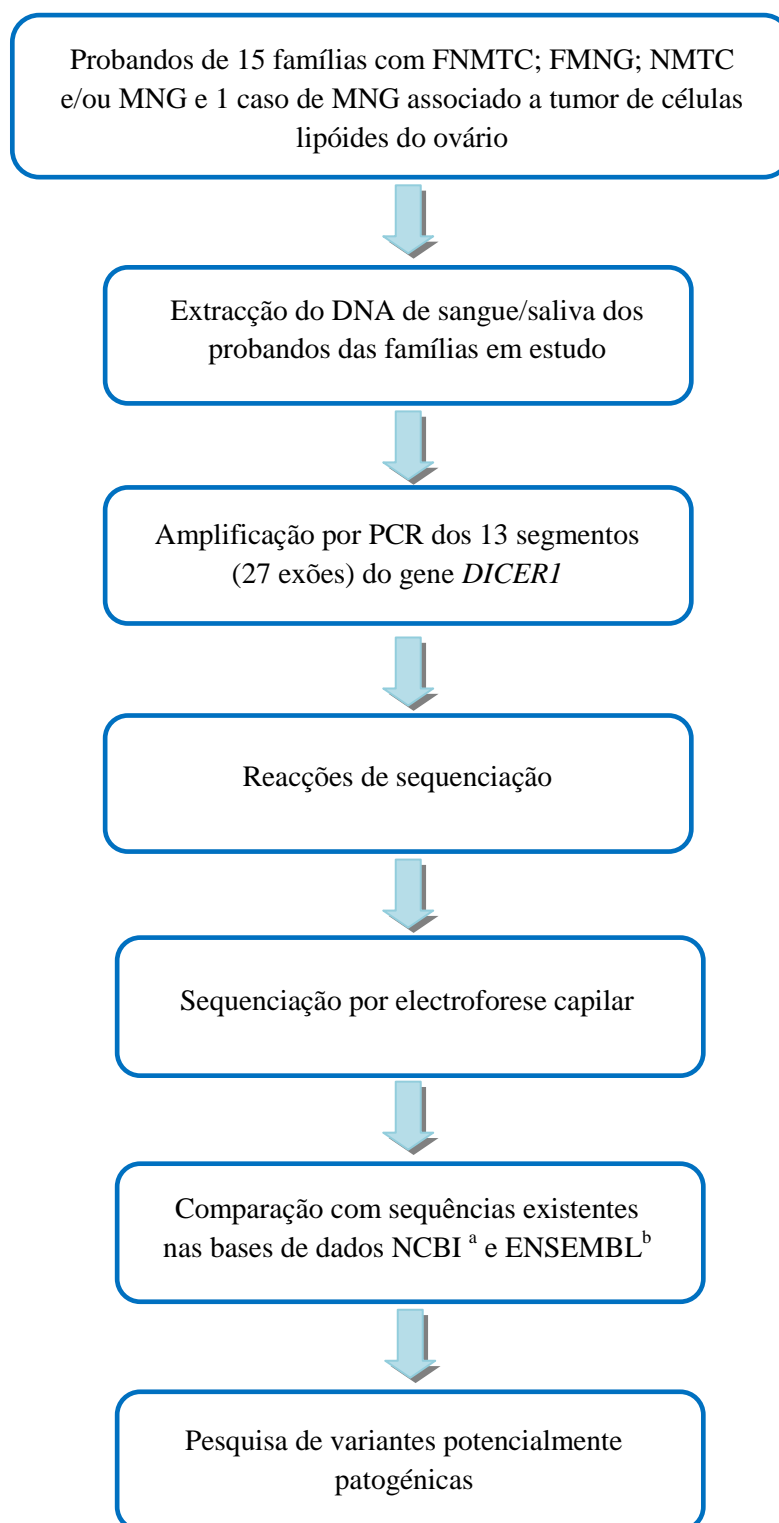 Probandos de 15 famílias com FNMTC; FMNG; NMTC
e/ou MNG e 1 caso de MNG associado a tumor de células
lipóides do ovário
Extracção do DNA de sangue/saliva dos
probandos das famílias em estudo
Amplificação por PCR dos 13 segmentos
(27 exões) do gene DICER1
Reacções de sequenciação
Sequenciação por electroforese capilar
Comparação com sequências existentes
nas bases de dados NCBI a e ENSEMBLb
Pesquisa de variantes potencialmente
patogénicas